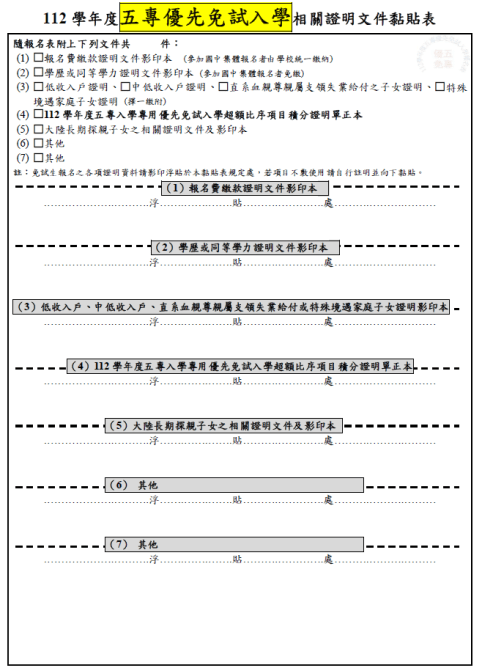 112 學年度五專優先免試入學相關證明文件黏貼表
隨報名表附上下列文件共　　件：
(1) □報名費繳款證明文件影印本 (參加國中集體報名者由學校統一繳納)
(2) □學歷或同等學力證明文件影印本 (參加國中集體報名者免繳)
(3) □低收入戶證明、□中低收入戶證明、□直系血親尊親屬支領失業給付之子女證明、□特殊
境遇家庭子女證明 (擇一繳附)
(4) □112學年度五專入學專用優先免試入學超額比序項目積分證明單正本
(5) □大陸長期探親子女之相關證明文件及影印本
(6) □其他
(7) □其他
註：免試生報名之各項證明資料請影印浮貼於本黏貼表規定處，若項目不敷使用請自行註明並向下黏貼。
(1) 報名費繳款證明文件影印本
浮 貼 處
(2) 學歷或同等學力證明文件影印本
浮 貼 處
(3) 低收入戶、中低收入戶、直系血親尊親屬支領失業給付或特殊境遇家庭子女證明影印本
浮 貼 處
(4) 112 學年度五專入學專用優先免試入學超額比序項目積分證明單正本
浮 貼 處
(5) 大陸長期探親子女之相關證明文件及影印本
浮 貼 處
(6) 其他
浮 貼 處
(7) 其他
浮 貼 處